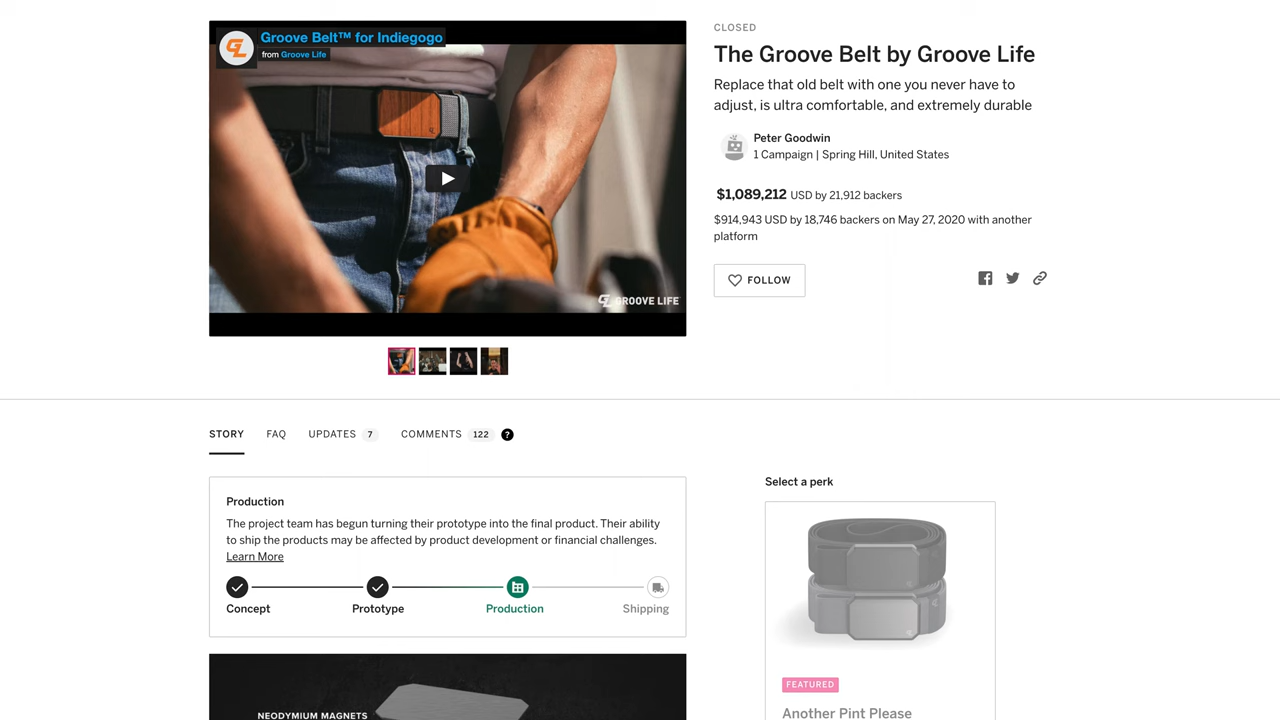 Groove Belt™ for Indiegogo
from Groove Life
GROOVE LIFE
CLOSED
The Groove Belt by Groove Life
Replace that old belt with one you never have to
adjust, is ultra comfortable, and extremely durable
Peter Goodwin
1 Campaign | Spring Hill, United States
$1,089,212 USD by 21,912 backers
$914,943 USD by 18,746 backers on May 27, 2020 with another
platform
FOLLOW
STORY FAQ UPDATES 7 COMMENTS 122 ?
Production
The project team has begun turning their prototype into the final product. Their ability
to ship the products may be affected by product development or financial challenges.
Learn More
Concept Prototype Production Shipping
NEODYMIUM MAGNETS
Select a perk
FEATURED
Another Pint Please